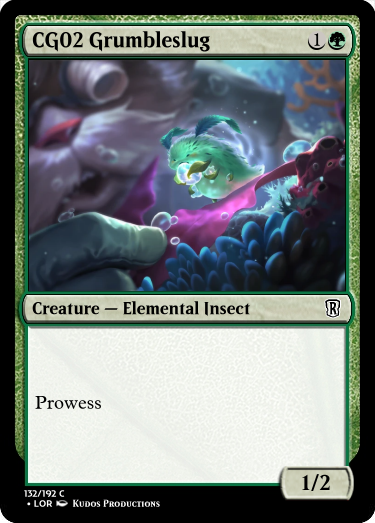 CG02 Grumbleslug
1
Creature — Elemental Insect
R
Prowess
1/2
132/192 C
• LOR Kudos Productions